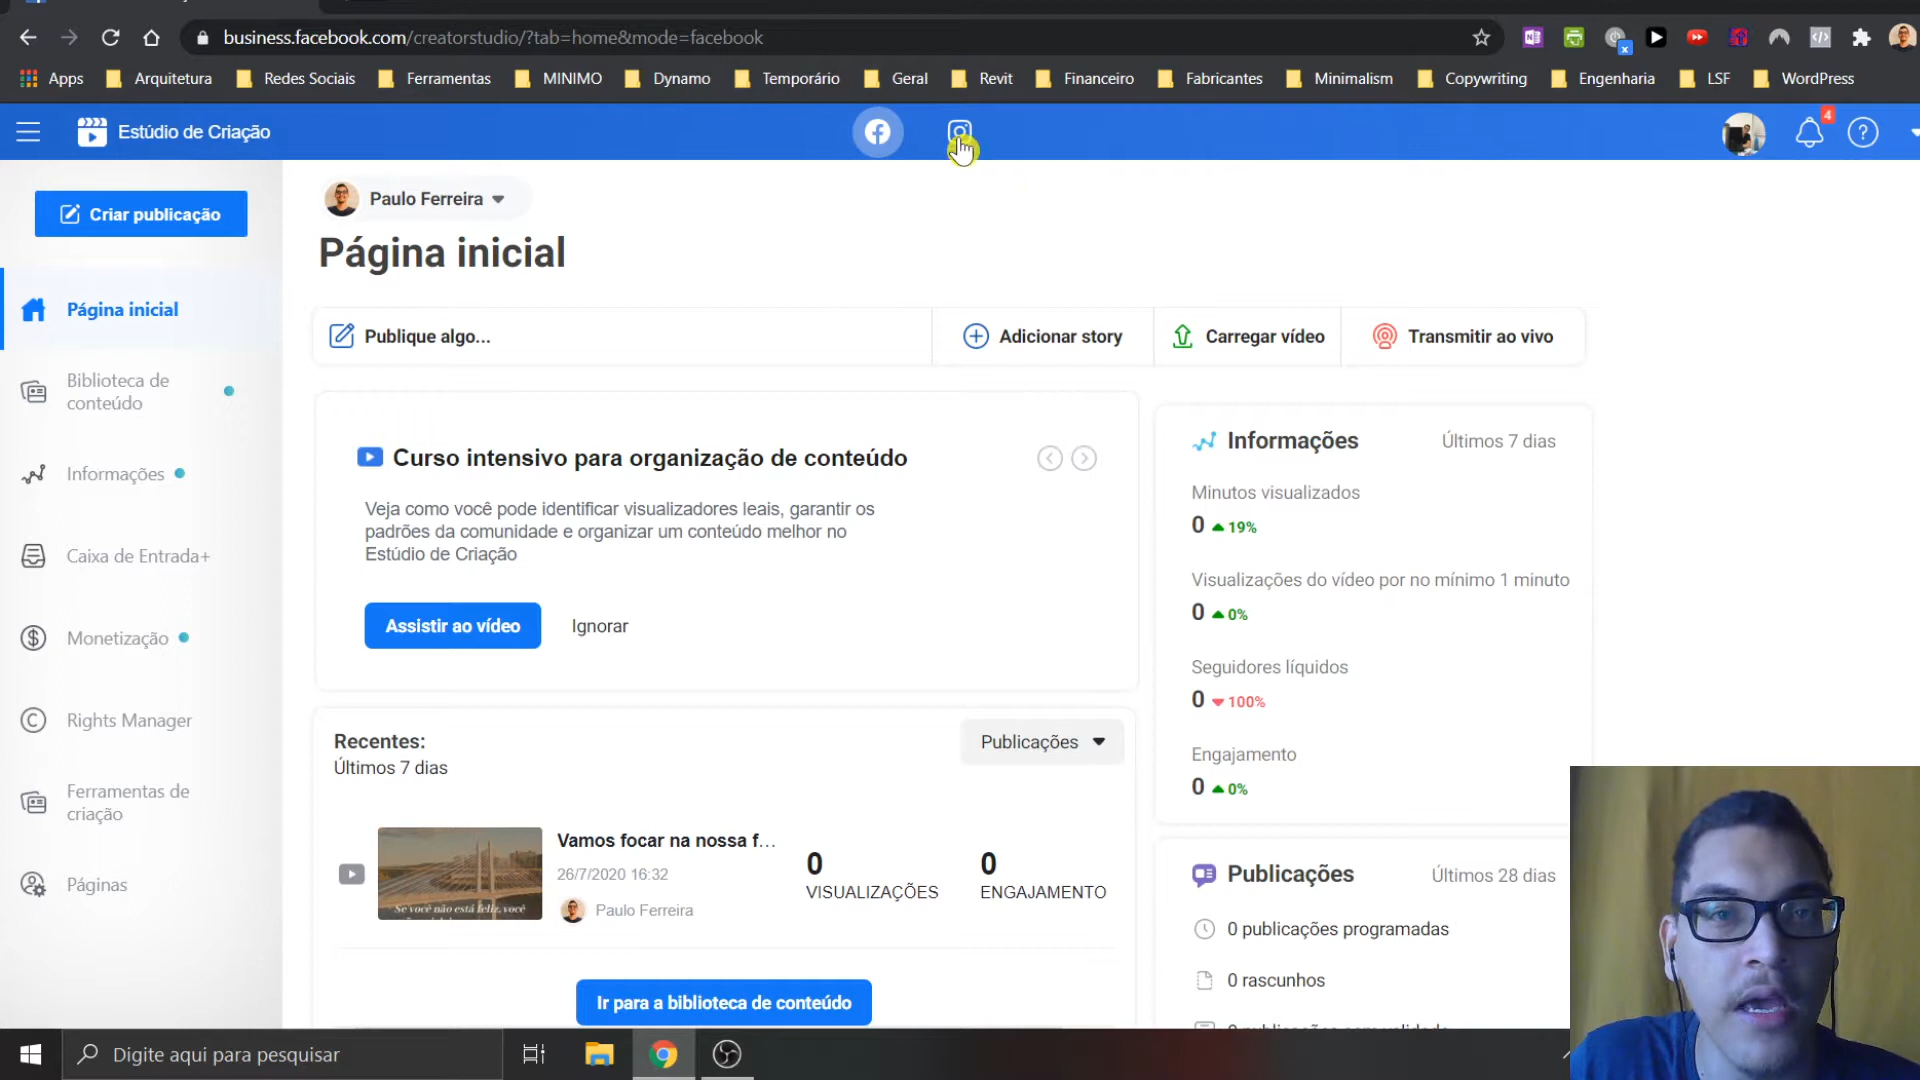 business.facebook.com/creatorstudio/?tab=home&mode=facebook
Apps
Arquitetura
Redes Sociais
Ferramentas
MINIMO
Dynamo
Temporário
Geral
Revit
Financeiro
Fabricantes
Minimalism
Copywriting
Engenharia
LSF
WordPress
Estúdio de Criação
4
Criar publicação
Página inicial
Biblioteca de
conteúdo
Informações
Caixa de Entrada+
Monetização
Rights Manager
Ferramentas de
criação
Páginas
Paulo Ferreira
Página inicial
Publique algo...
Adicionar story
Carregar vídeo
Transmitir ao vivo
Curso intensivo para organização de conteúdo
Veja como você pode identificar visualizadores leais, garantir os
padrões da comunidade e organizar um conteúdo melhor no
Estúdio de Criação
Assistir ao vídeo
Ignorar
Recentes:
Últimos 7 dias
Publicações
Se você não está feliz, você
Vamos focar na nossa f...
26/7/2020 16:32
Paulo Ferreira
0
VISUALIZAÇÕES
0
ENGAJAMENTO
Ir para a biblioteca de conteúdo
Informações
Últimos 7 dias
Minutos visualizados
0 19%
Visualizações do vídeo por no mínimo 1 minuto
0 0%
Seguidores líquidos
0 100%
Engajamento
0 0%
Publicações
Últimos 28 dias
0 publicações programadas
0 rascunhos
Digite aqui para pesquisar